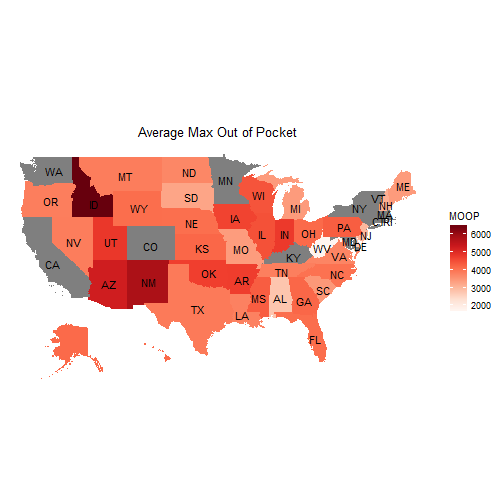 Average Max Out of Pocket
WA
MT
ND
MN
ME
OR
ID
SD
WI
MI
VT
NH
NY
MA
CT
RI
WY
NE
IA
IL
IN
OH
PA
NJ
NV
UT
CO
KS
MO
KY
WV
MD
DE
VA
CA
AZ
NM
OK
AR
TN
NC
SC
TX
LA
MS
AL
GA
FL
MOOP
6000
5000
4000
3000
2000